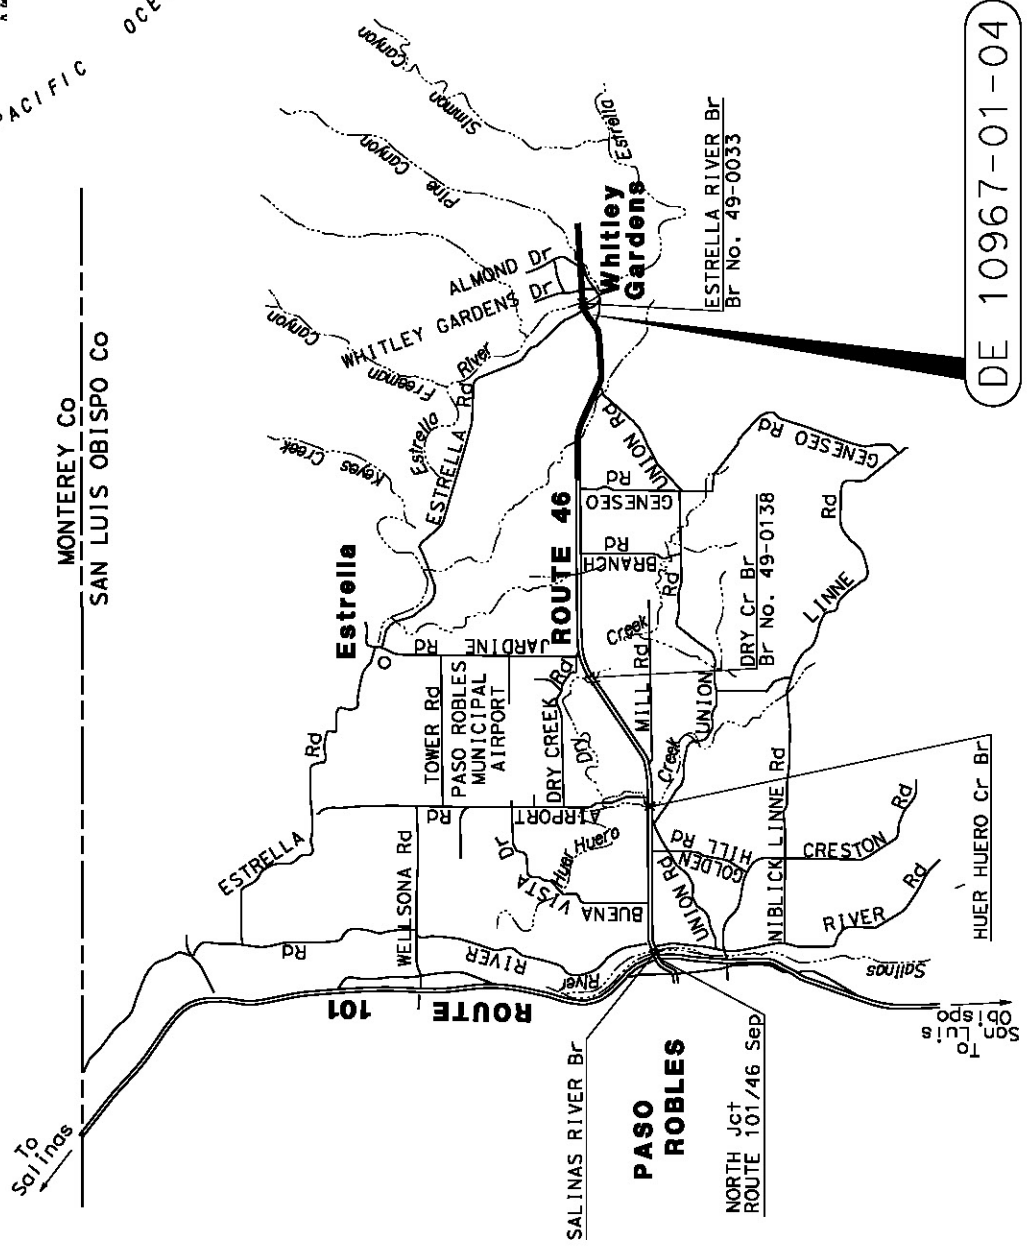 PACIFIC OCE
MONTEREY Co
SAN LUIS OBISPO Co
To
Salinas
Simmon
Canyon
Pine
Canyon
Freeman
Canyon
Keyes
Creek
Estrella
Estrella
River
ALMOND Dr
WHITLEY GARDENS Dr
Whitley
Gardens
ESTRELLA RIVER Br
Br No. 49-0033
DE 10967-01-04
ESTRELLA
Rd
Estrella
ROUTE 46
UNION Rd
GENESEO
Rd
GENESEO Rd
GENESEO Rd
BRANCH
Rd
JARDINE
Rd
TOWER Rd
PASO ROBLES
MUNICIPAL
AIRPORT
DRY CREEK Rd
Dry
Creek
MILL Rd
UNION
Rd
DRY Cr Br
Br No. 49-0138
LINNE
Rd
ESTRELLA
Rd
AIRPORT
Rd
WELLSONA Rd
BUENA
VISTA
Dr
Huer Huero
Creek
GOLDEN
HILL Rd
UNION Rd
NIBLICK LINNE Rd
CRESTON
Rd
RIVER
Rd
HUER HUERO Cr Br
RIVER
Rd
River
Salinas
ROUTE
101
SALINAS RIVER Br
PASO
ROBLES
NORTH Jct
ROUTE 101/46 Sep
To
San Luis
Obispo